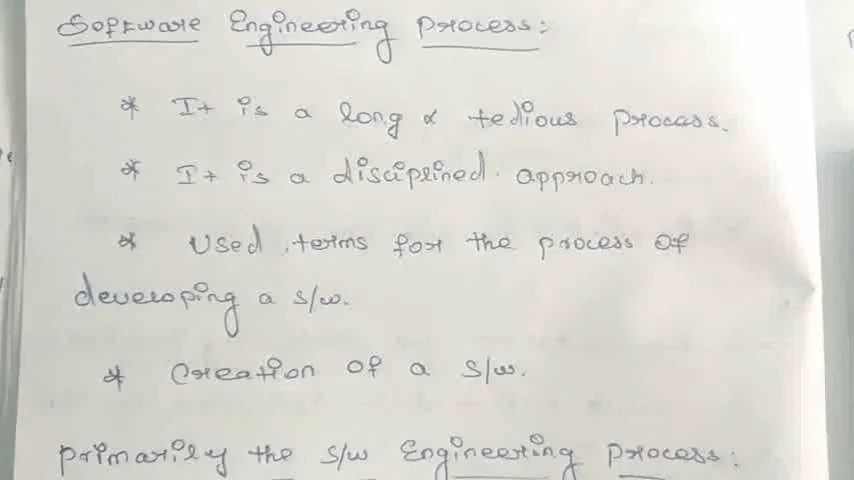 Software Engineering Process:
* It is a long & tedious process.
* It is a disciplined approach.
* Used terms for the process of
developing a s/w.
* Creation of a s/w.
Primarily the s/w Engineering process: